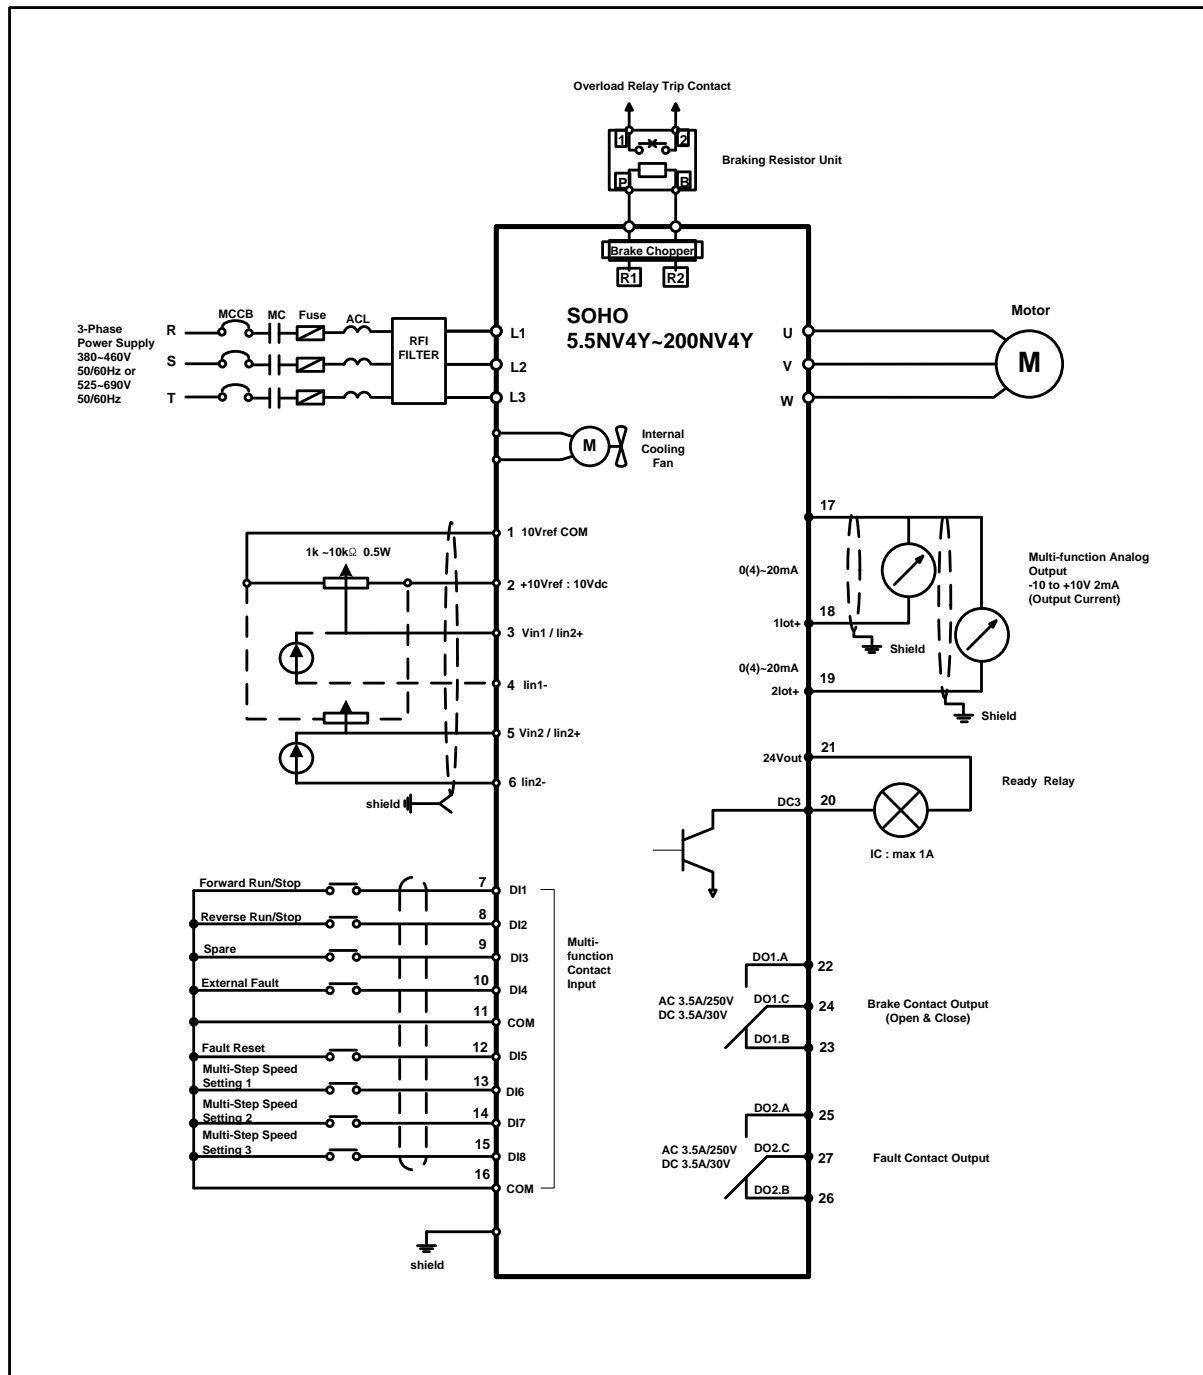 Overload Relay Trip Contact
1
2
Braking Resistor Unit
P
B
Brake Chopper
R1
R2
SOHO
5.5NV4Y~200NV4Y
3-Phase
Power Supply
380~460V
50/60Hz or
525~690V
50/60Hz
R
S
T
MCCB
MC
Fuse
ACL
RFI
FILTER
L1
L2
L3
U
V
W
Motor
M
M
Internal
Cooling
Fan
1 10Vref COM
1k ~10kΩ 0.5W
2 +10Vref : 10Vdc
3 Vin1 / Iin2+
4 Iin1-
5 Vin2 / Iin2+
6 Iin2-
shield
17
0(4)~20mA
18
1Iot+
Shield
0(4)~20mA
19
2Iot+
Shield
Multi-function Analog
Output
-10 to +10V 2mA
(Output Current)
21
24Vout
Ready Relay
DC3
20
IC : max 1A
Forward Run/Stop
7
DI1
Reverse Run/Stop
8
DI2
Spare
9
DI3
External Fault
10
DI4
11
COM
Fault Reset
12
DI5
Multi-Step Speed
Setting 1
13
DI6
Multi-Step Speed
Setting 2
14
DI7
Multi-Step Speed
Setting 3
15
DI8
16
COM
Multi-
function
Contact
Input
shield
DO1.A
22
AC 3.5A/250V
DC 3.5A/30V
DO1.C
24
DO1.B
23
Brake Contact Output
(Open & Close)
DO2.A
25
AC 3.5A/250V
DC 3.5A/30V
DO2.C
27
DO2.B
26
Fault Contact Output